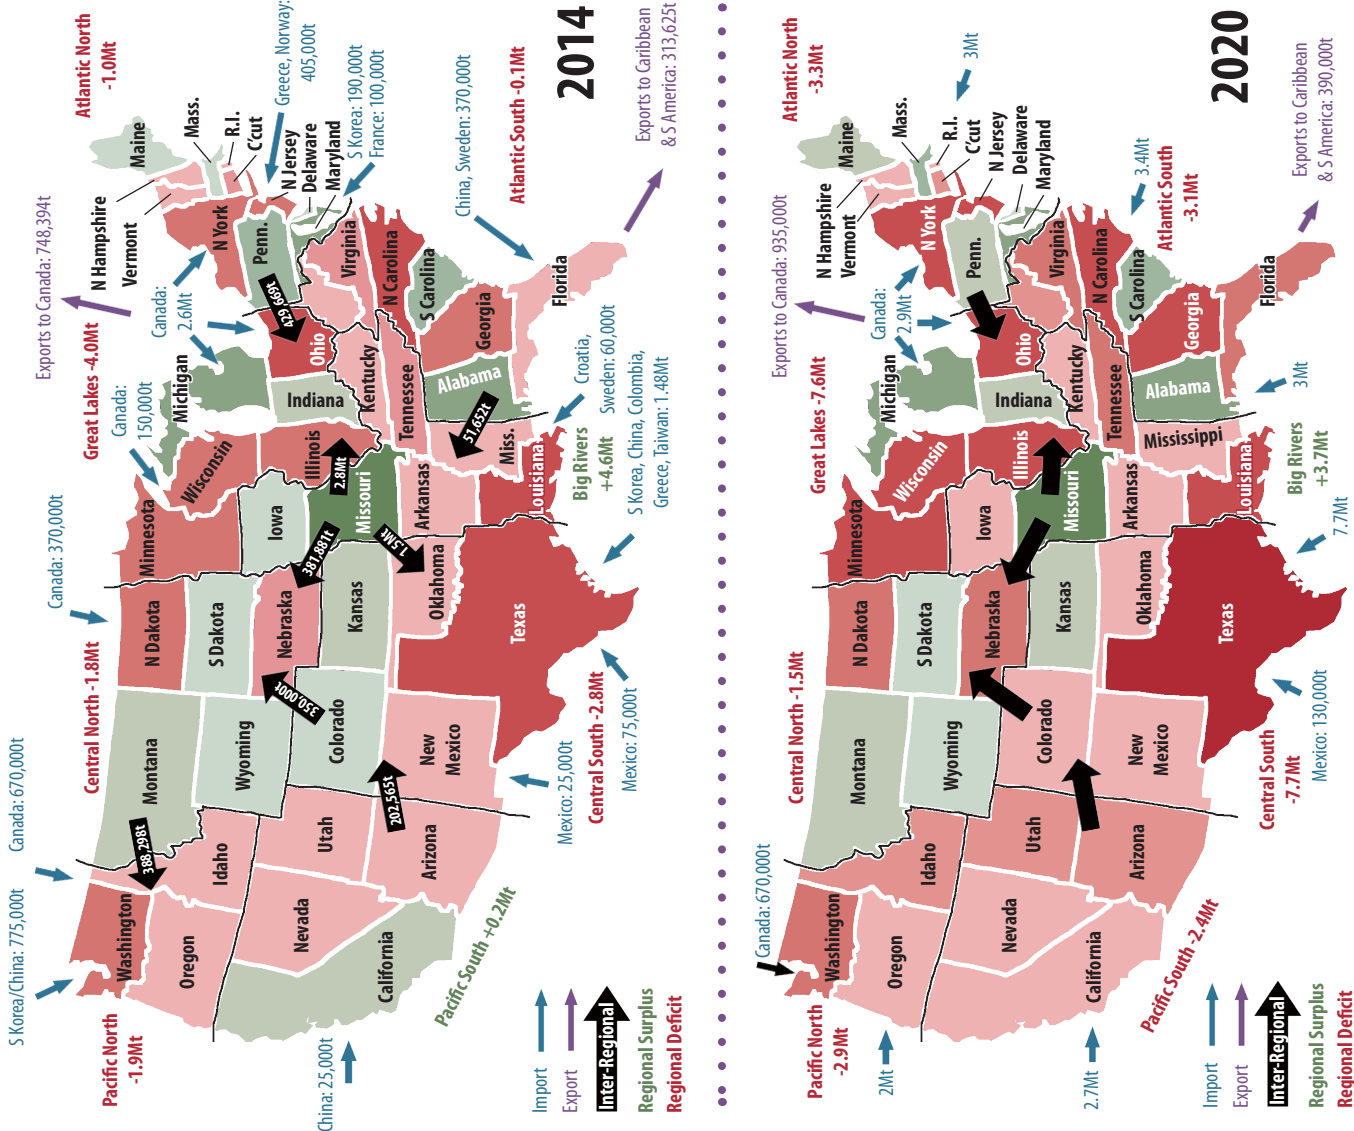 2014
S Korea/China: 775,000t
Canada: 670,000t
Canada: 370,000t
Canada:
150,000t
Exports to Canada: 748,394t
Canada:
2.6Mt
Pacific North
-1.9Mt
Central North -1.8Mt
Great Lakes -4.0Mt
Atlantic North
-1.0Mt
Greece, Norway:
405,000t
S Korea: 190,000t
France: 100,000t
China, Sweden: 370,000t
Atlantic South -0.1Mt
Exports to Caribbean
& S America: 313,625t
Croatia,
Sweden: 60,000t
S Korea, China, Colombia,
Greece, Taiwan: 1.48Mt
Big Rivers
+4.6Mt
Central South -2.8Mt
Mexico: 75,000t
Mexico: 25,000t
Pacific South +0.2Mt
China: 25,000t
Washington
Oregon
Idaho
Montana
Wyoming
Nevada
Utah
California
Arizona
Colorado
New
Mexico
N Dakota
S Dakota
Nebraska
Kansas
Oklahoma
Texas
Minnesota
Iowa
Missouri
Arkansas
Louisiana
Wisconsin
Illinois
Michigan
Indiana
Ohio
Kentucky
Tennessee
Miss.
Alabama
Georgia
Florida
S Carolina
N Carolina
Virginia
Penn.
N York
Vermont
N Hampshire
Maine
Mass.
R.I.
C'cut
N Jersey
Delaware
Maryland
388,298t
202,565t
350,000t
381,881t
1.5Mt
2.8Mt
51,652t
429,669t
Import
Export
Inter-Regional
Regional Surplus
Regional Deficit
2020
Canada: 670,000t
Exports to Canada: 935,000t
Canada:
2.9Mt
Pacific North
-2.9Mt
Central North -1.5Mt
Great Lakes -7.6Mt
Atlantic North
-3.3Mt
3Mt
3.4Mt
Atlantic South
-3.1Mt
Exports to Caribbean
& S America: 390,000t
3Mt
Big Rivers
+3.7Mt
7.7Mt
Central South
-7.7Mt
Mexico: 130,000t
Pacific South -2.4Mt
2Mt
2.7Mt
Washington
Oregon
Idaho
Montana
Wyoming
Nevada
Utah
California
Arizona
Colorado
New
Mexico
N Dakota
S Dakota
Nebraska
Kansas
Oklahoma
Texas
Minnesota
Iowa
Missouri
Arkansas
Louisiana
Wisconsin
Illinois
Michigan
Indiana
Ohio
Kentucky
Tennessee
Mississippi
Alabama
Georgia
Florida
S Carolina
N Carolina
Virginia
Penn.
N York
Vermont
N Hampshire
Maine
Mass.
R.I.
C'cut
N Jersey
Delaware
Maryland
Import
Export
Inter-Regional
Regional Surplus
Regional Deficit